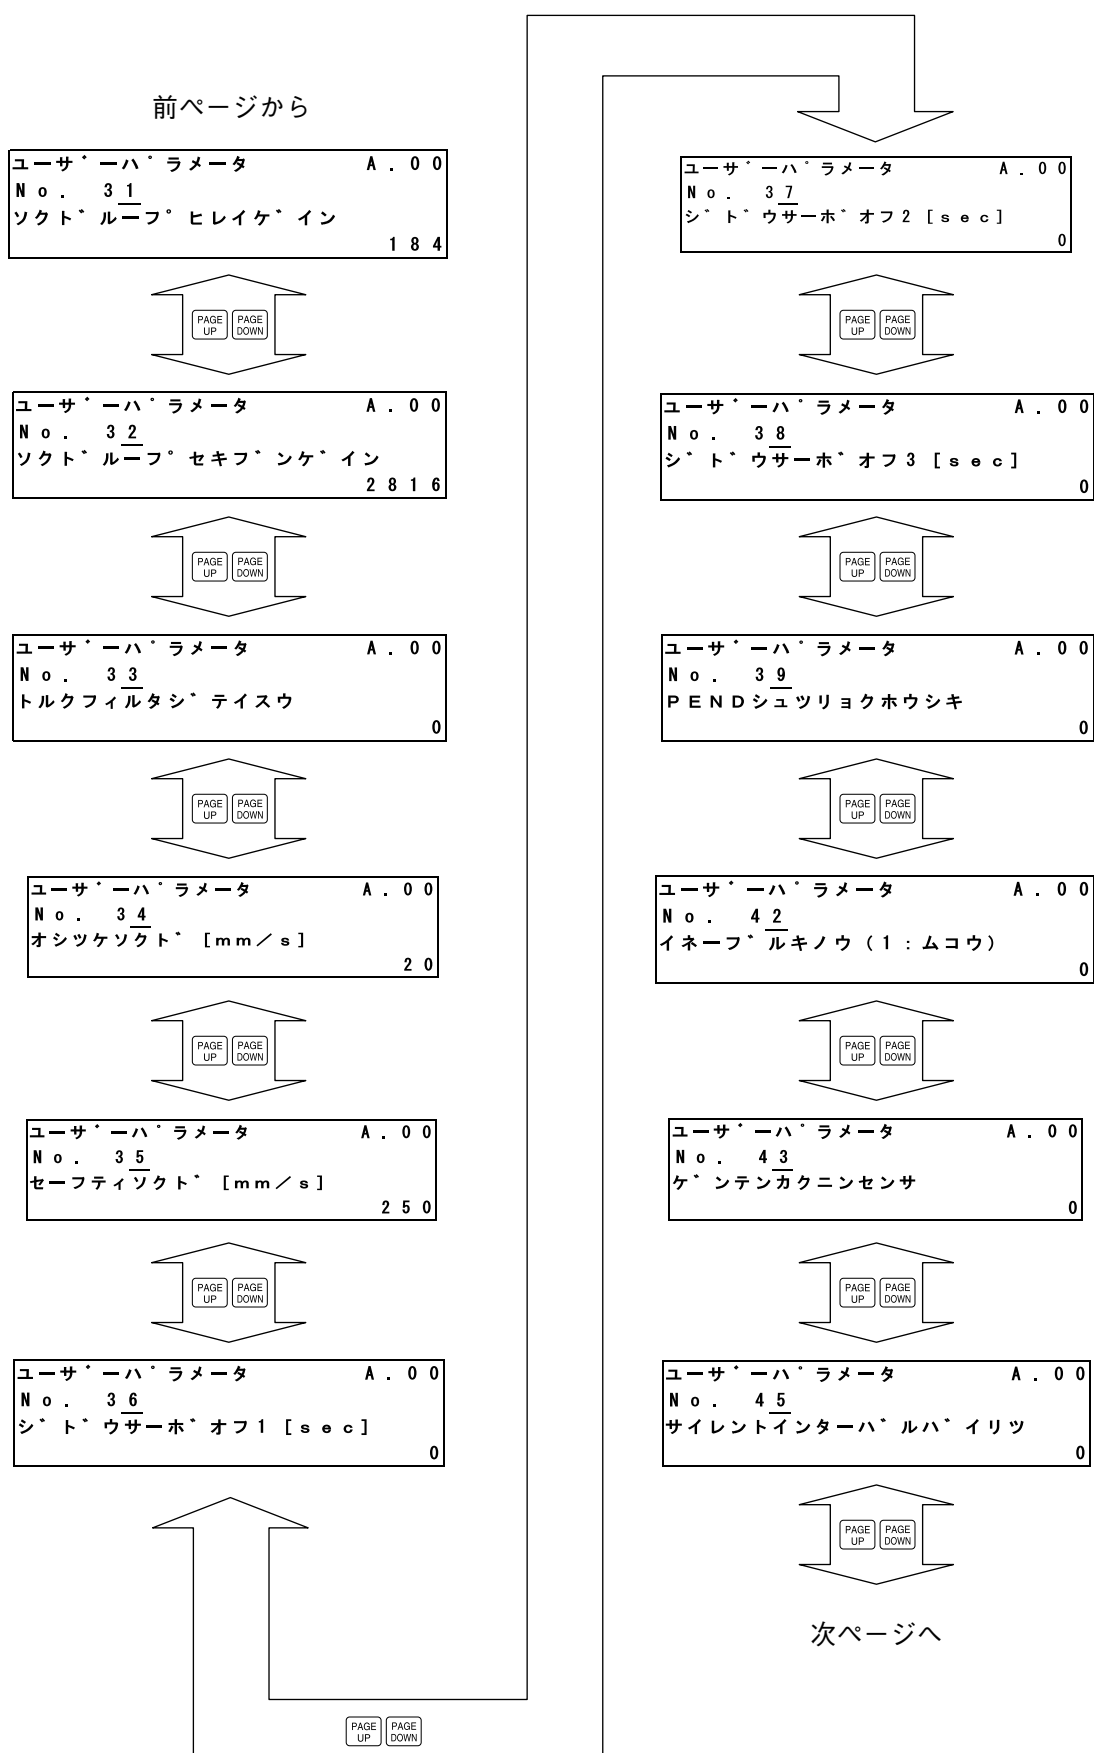 前ページから
ユーザーパラメータ A.00
No. 31
ソクドループヒレイゲイン
184
PAGE UP PAGE DOWN
ユーザーパラメータ A.00
No. 32
ソクドループセキブンゲイン
2816
PAGE UP PAGE DOWN
ユーザーパラメータ A.00
No. 33
トルクフィルタジテイスウ
0
PAGE UP PAGE DOWN
ユーザーパラメータ A.00
No. 34
オシツケソクド [mm/s]
20
PAGE UP PAGE DOWN
ユーザーパラメータ A.00
No. 35
セーフティソクド [mm/s]
250
PAGE UP PAGE DOWN
ユーザーパラメータ A.00
No. 36
ジドウサーボオフ1 [sec]
0
PAGE UP PAGE DOWN
ユーザーパラメータ A.00
No. 37
ジドウサーボオフ2 [sec]
0
PAGE UP PAGE DOWN
ユーザーパラメータ A.00
No. 38
ジドウサーボオフ3 [sec]
0
PAGE UP PAGE DOWN
ユーザーパラメータ A.00
No. 39
PENDシュツリョクホウシキ
0
PAGE UP PAGE DOWN
ユーザーパラメータ A.00
No. 42
イネーブルキノウ(1:ムコウ)
0
PAGE UP PAGE DOWN
ユーザーパラメータ A.00
No. 43
ゲンテンカクニンセンサ
0
PAGE UP PAGE DOWN
ユーザーパラメータ A.00
No. 45
サイレントインターバルバイリツ
0
PAGE UP PAGE DOWN
次ページへ